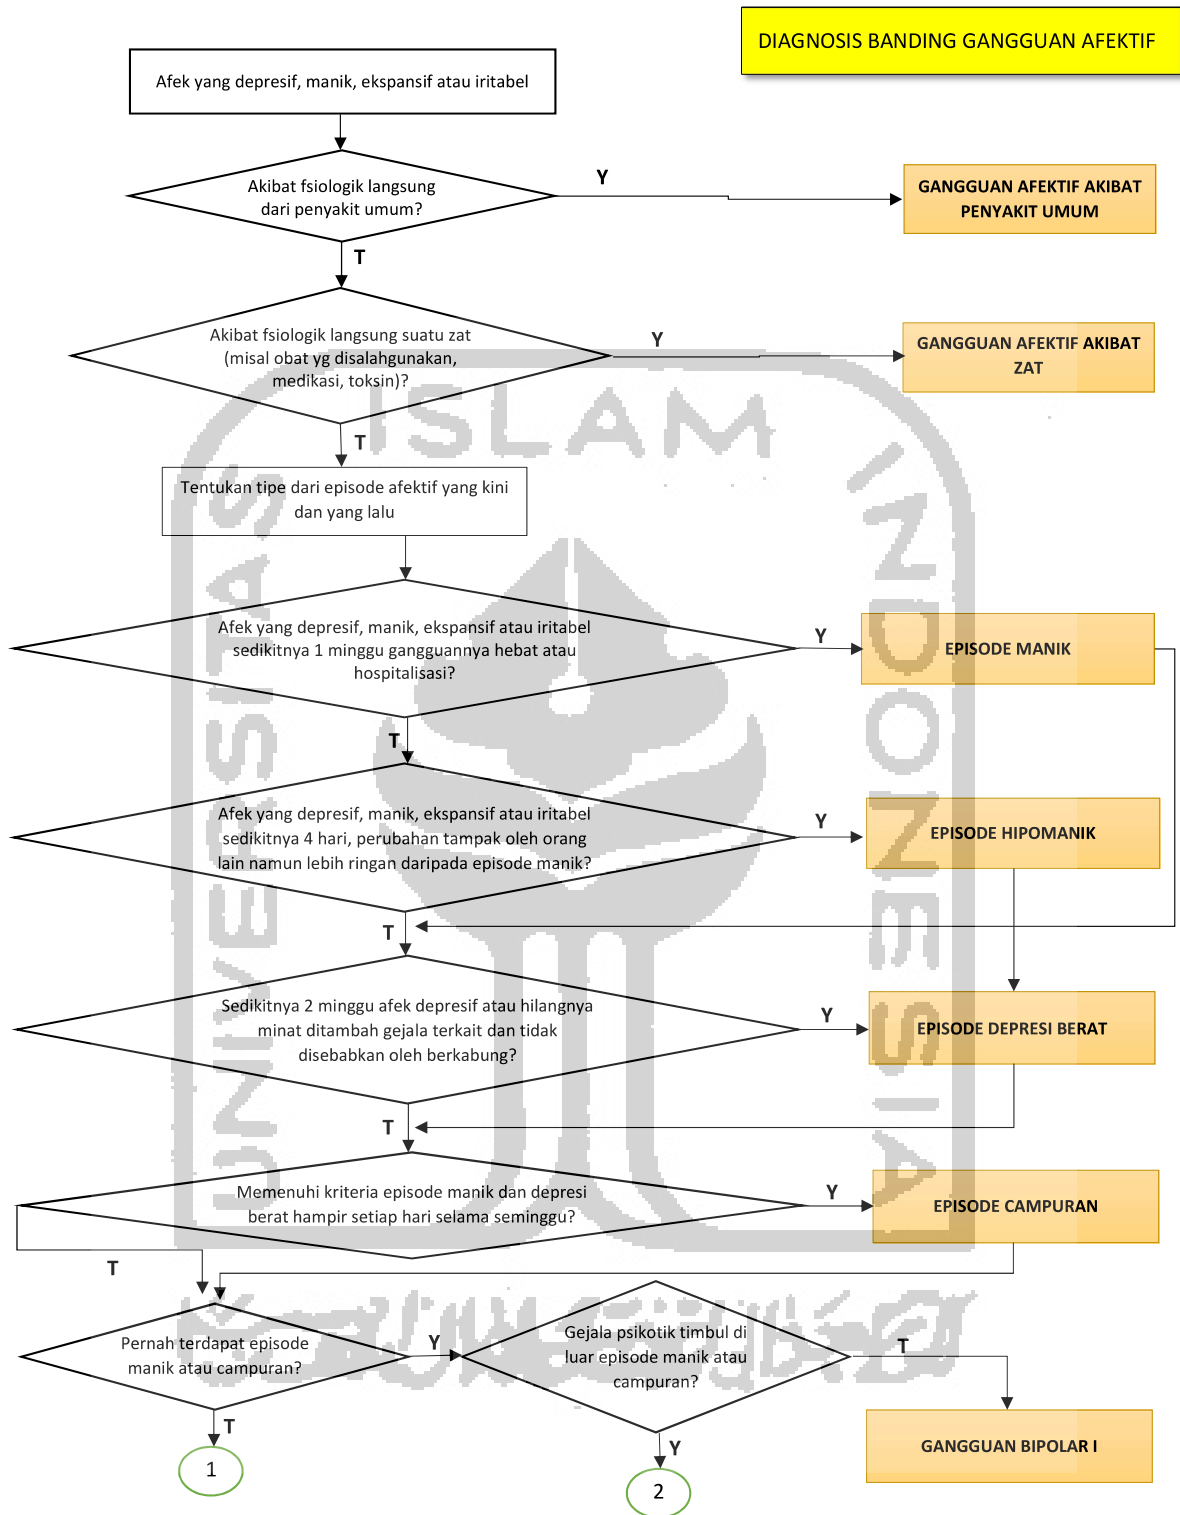 DIAGNOSIS BANDING GANGGUAN AFEKTIF
Afek yang depresif, manik, ekspansif atau iritabel
Akibat fsiologik langsung
dari penyakit umum?
Y
GANGGUAN AFEKTIF AKIBAT
PENYAKIT UMUM
T
Akibat fsiologik langsung suatu zat
(misal obat yg disalahgunakan,
medikasi, toksin)?
Y
GANGGUAN AFEKTIF AKIBAT
ZAT
T
Tentukan tipe dari episode afektif yang kini
dan yang lalu
Afek yang depresif, manik, ekspansif atau iritabel
sedikitnya 1 minggu gangguannya hebat atau
hospitalisasi?
Y
EPISODE MANIK
T
Afek yang depresif, manik, ekspansif atau iritabel
sedikitnya 4 hari, perubahan tampak oleh orang
lain namun lebih ringan daripada episode manik?
Y
EPISODE HIPOMANIK
T
Sedikitnya 2 minggu afek depresif atau hilangnya
minat ditambah gejala terkait dan tidak
disebabkan oleh berkabung?
Y
EPISODE DEPRESI BERAT
T
Memenuhi kriteria episode manik dan depresi
berat hampir setiap hari selama seminggu?
Y
EPISODE CAMPURAN
T
Pernah terdapat episode
manik atau campuran?
Y
Gejala psikotik timbul di
luar episode manik atau
campuran?
T
GANGGUAN BIPOLAR I
T
1
Y
2
UNIVERSITAS
ISLAM
INDONESIA